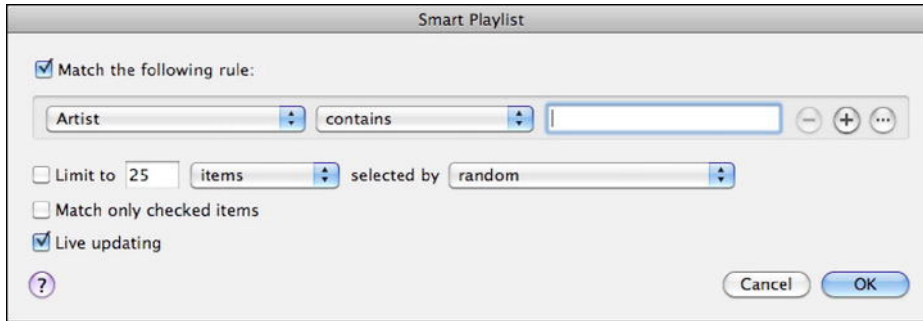 Smart Playlist
Match the following rule:
Artist contains
Limit to 25 items selected by random
Match only checked items
Live updating
? Cancel OK